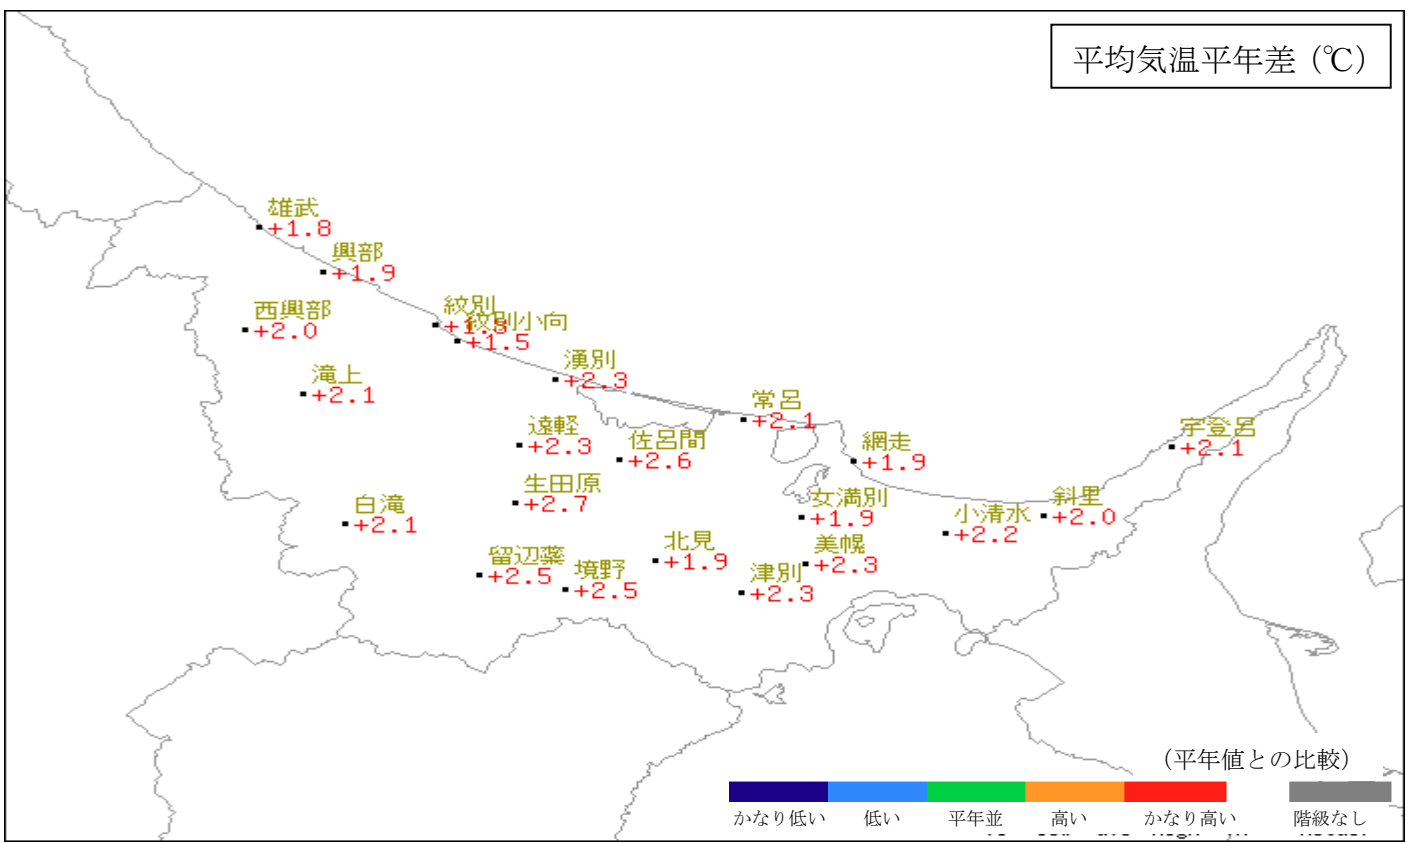 平均気温平年差（℃）
雄武
+1.8
興部
+1.9
西興部
+2.0
紋別
紋別小向
+1.5
滝上
+2.1
湧別
+2.3
常呂
+2.1
遠軽
+2.3
佐呂間
+2.6
網走
+1.9
宇登呂
+2.1
生田原
+2.7
白滝
+2.1
女満別
+1.9
小清水
+2.2
斜里
+2.0
北見
+1.9
美幌
+2.3
留辺蘂
+2.5
境野
+2.5
津別
+2.3
（平年値との比較）
かなり低い 低い 平年並 高い かなり高い 階級なし